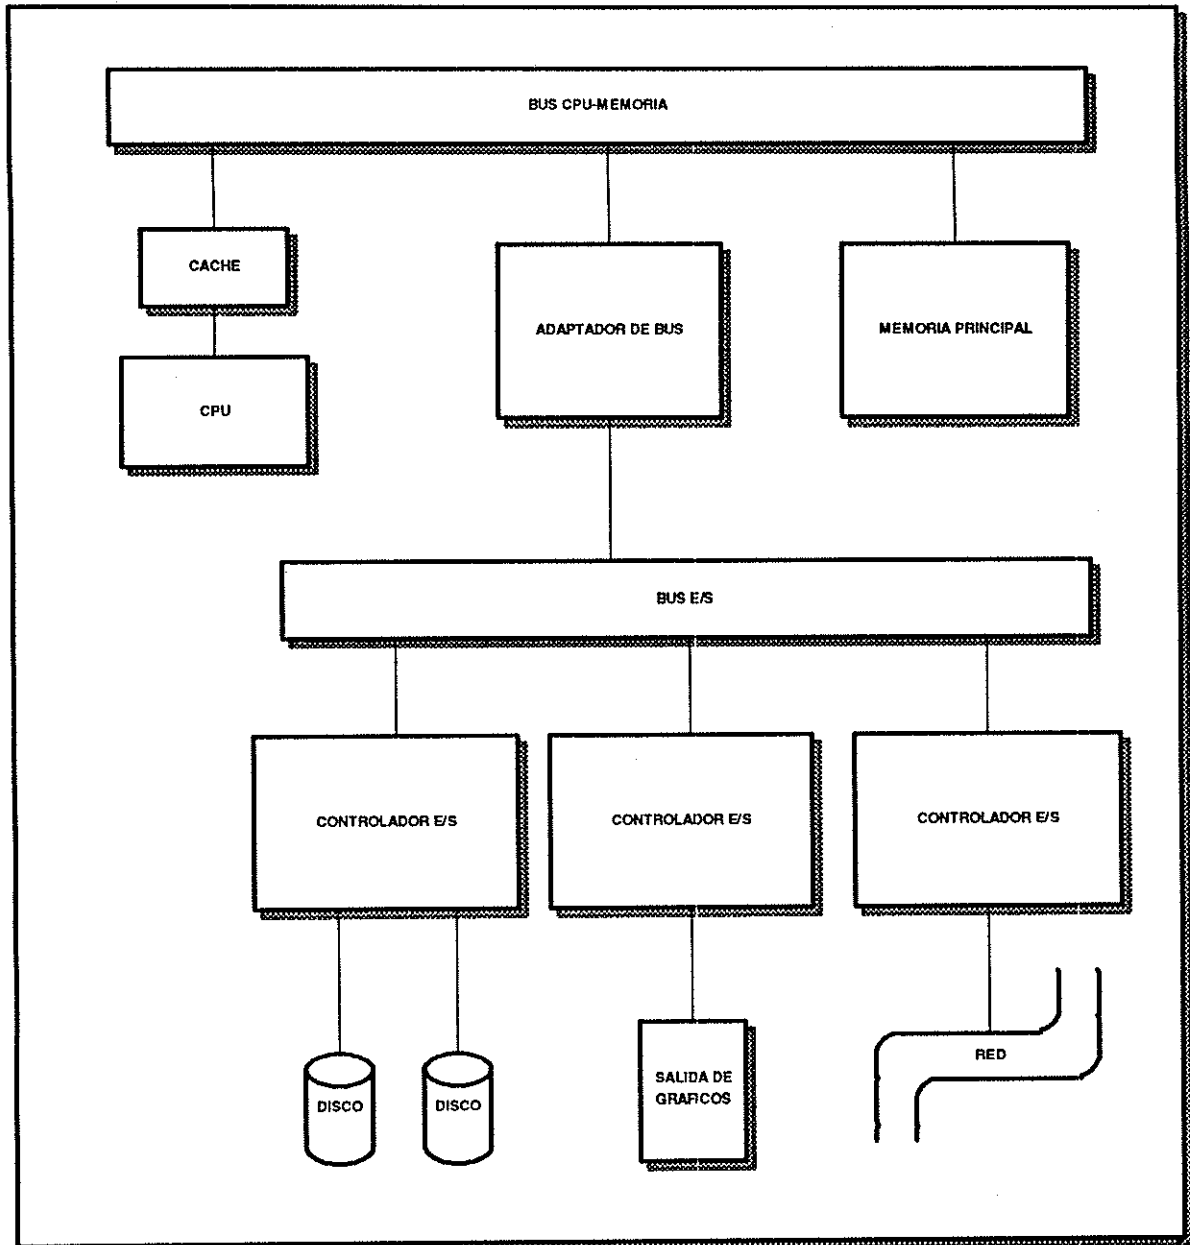 BUS CPU-MEMORIA
CACHE
ADAPTADOR DE BUS
MEMORIA PRINCIPAL
CPU
BUS E/S
CONTROLADOR E/S
CONTROLADOR E/S
CONTROLADOR E/S
DISCO
DISCO
SALIDA DE
GRAFICOS
RED